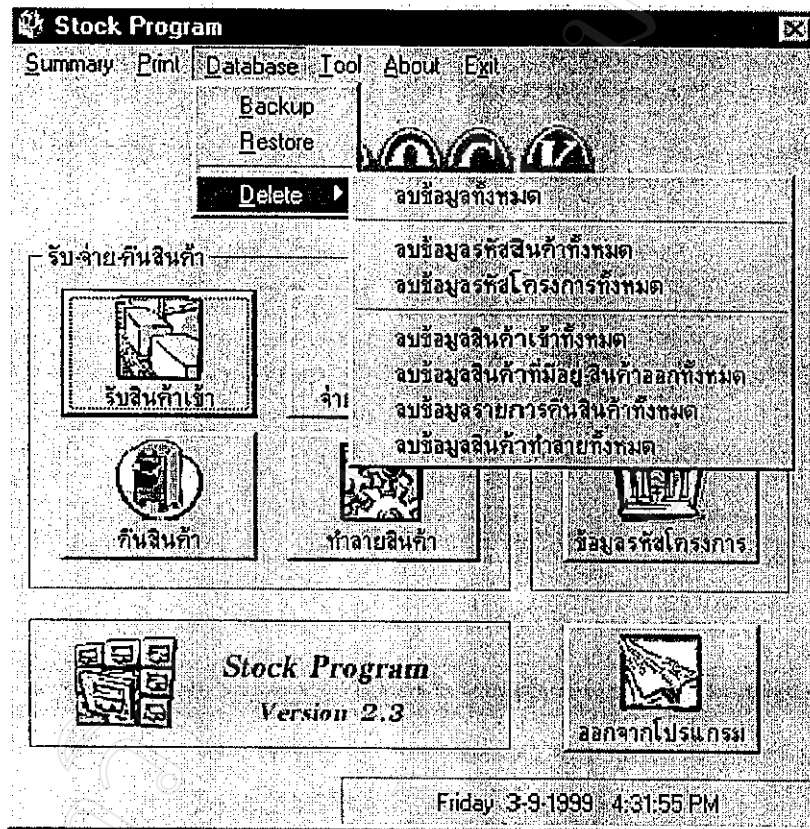 Stock Program
Summary Print Database Tool About Exit
Backup
Restore
Delete
ลบข้อมูลทั้งหมด
ลบข้อมูลรหัสสินค้าทั้งหมด
ลบข้อมูลรหัสโครงการทั้งหมด
ลบข้อมูลสินค้าเข้าทั้งหมด
ลบข้อมูลสินค้าที่มีอยู่ สินค้าออกทั้งหมด
ลบข้อมูลรายการคืนสินค้าทั้งหมด
ลบข้อมูลสินค้าทำลายทั้งหมด
รับ-จ่าย-คืนสินค้า
รับสินค้าเข้า
คืนสินค้า
ทำลายสินค้า
ข้อมูลรหัสโครงการ
Stock Program
Version 2.3
ออกจากโปรแกรม
Friday 3-9-1999 4:31:55 PM